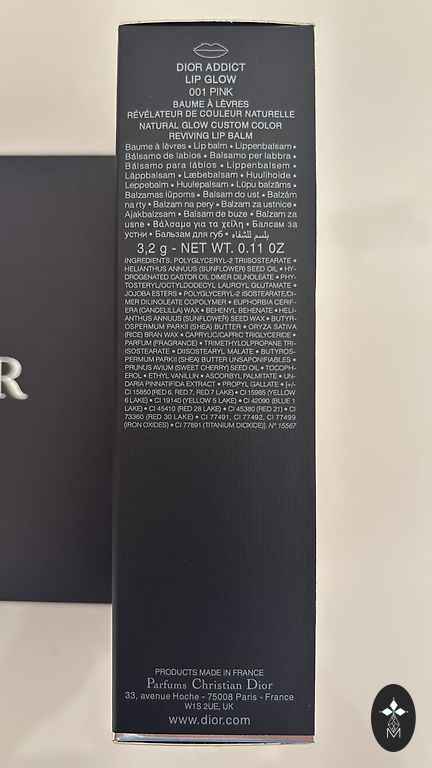 DIOR ADDICT
LIP GLOW
001 PINK
BAUME À LÈVRES
RÉVÉLATEUR DE COULEUR NATURELLE
NATURAL GLOW CUSTOM COLOR
REVIVING LIP BALM
Baume à lèvres • Lip balm • Lippenbalsam •
Bálsamo de labios • Balsamo per labbra •
Bálsamo para lábios • Lippenbalsem •
Läppbalsam • Læbebalsam • Huulihoide •
Leppebalm • Huulepalsam • Lūpu balzāms •
Balzamas lūpoms • Balsam do ust • Balzám
na rty • Balzam na pery • Balzam za ustnice •
Ajakbalzsam • Balsam de buze • Balzam za
usne • Βάλσαμο για τα χείλη • Балсам за
устни • Бальзам для губ • بلسم للشفاه
3,2 g - NET WT. 0.11 OZ
INGREDIENTS: POLYGLYCERYL-2 TRIISOSTEARATE •
HELIANTHUS ANNUUS (SUNFLOWER) SEED OIL • HY-
DROGENATED CASTOR OIL DIMER DILINOLEATE • PHY-
TOSTERYL/OCTYLDODECYL LAUROYL GLUTAMATE •
JOJOBA ESTERS • POLYGLYCERYL-2 ISOSTEARATE/DI-
MER DILINOLEATE COPOLYMER • EUPHORBIA CERIF-
ERA (CANDELILLA) WAX • BEHENYL BEHENATE • HELI-
ANTHUS ANNUUS (SUNFLOWER) SEED WAX • BUTYR-
OSPERMUM PARKII (SHEA) BUTTER • ORYZA SATIVA
(RICE) BRAN WAX • CAPRYLIC/CAPRIC TRIGLYCERIDE •
PARFUM (FRAGRANCE) • TRIMETHYLOLPROPANE TRI-
ISOSTEARATE • DIISOSTEARYL MALATE • BUTYROS-
PERMUM PARKII (SHEA) BUTTER UNSAPONIFIABLES •
PRUNUS AVIUM (SWEET CHERRY) SEED OIL • TOCOPH-
EROL • ETHYL VANILLIN • ASCORBYL PALMITATE • UN-
DARIA PINNATIFIDA EXTRACT • PROPYL GALLATE • [+/-
CI 15850 (RED 6, RED 7, RED 7 LAKE) • CI 15985 (YELLOW
6 LAKE) • CI 19140 (YELLOW 5 LAKE) • CI 42090 (BLUE 1
LAKE) • CI 45410 (RED 28 LAKE) • CI 45380 (RED 21) • CI
73360 (RED 30 LAKE) • CI 77491, CI 77492, CI 77499
(IRON OXIDES) • CI 77891 (TITANIUM DIOXIDE)]. N° 15567
R
PRODUCTS MADE IN FRANCE
Parfums Christian Dior
33, avenue Hoche - 75008 Paris - France
W1S 2UE, UK
www.dior.com
M